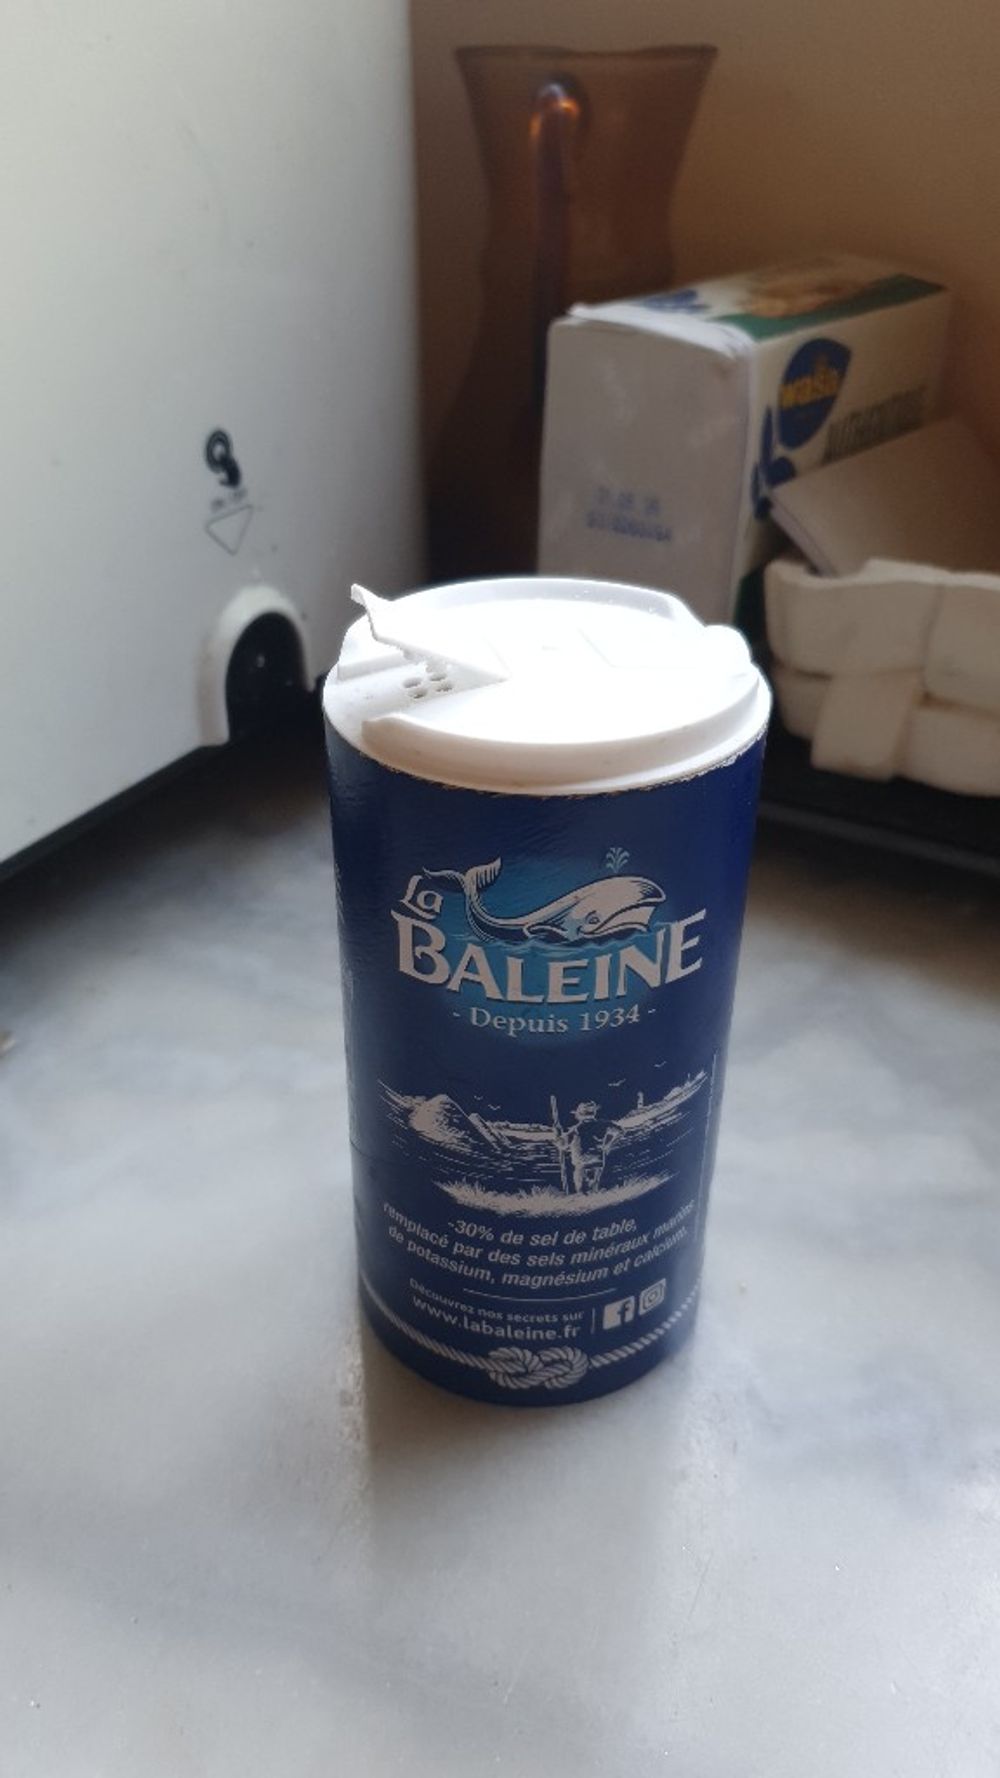 wasa
La
BALEINE
- Depuis 1934 -
-30% de sel de table,
remplacé par des sels minéraux marins
de potassium, magnésium et calcium.
Découvrez nos secrets sur
www.labaleine.fr